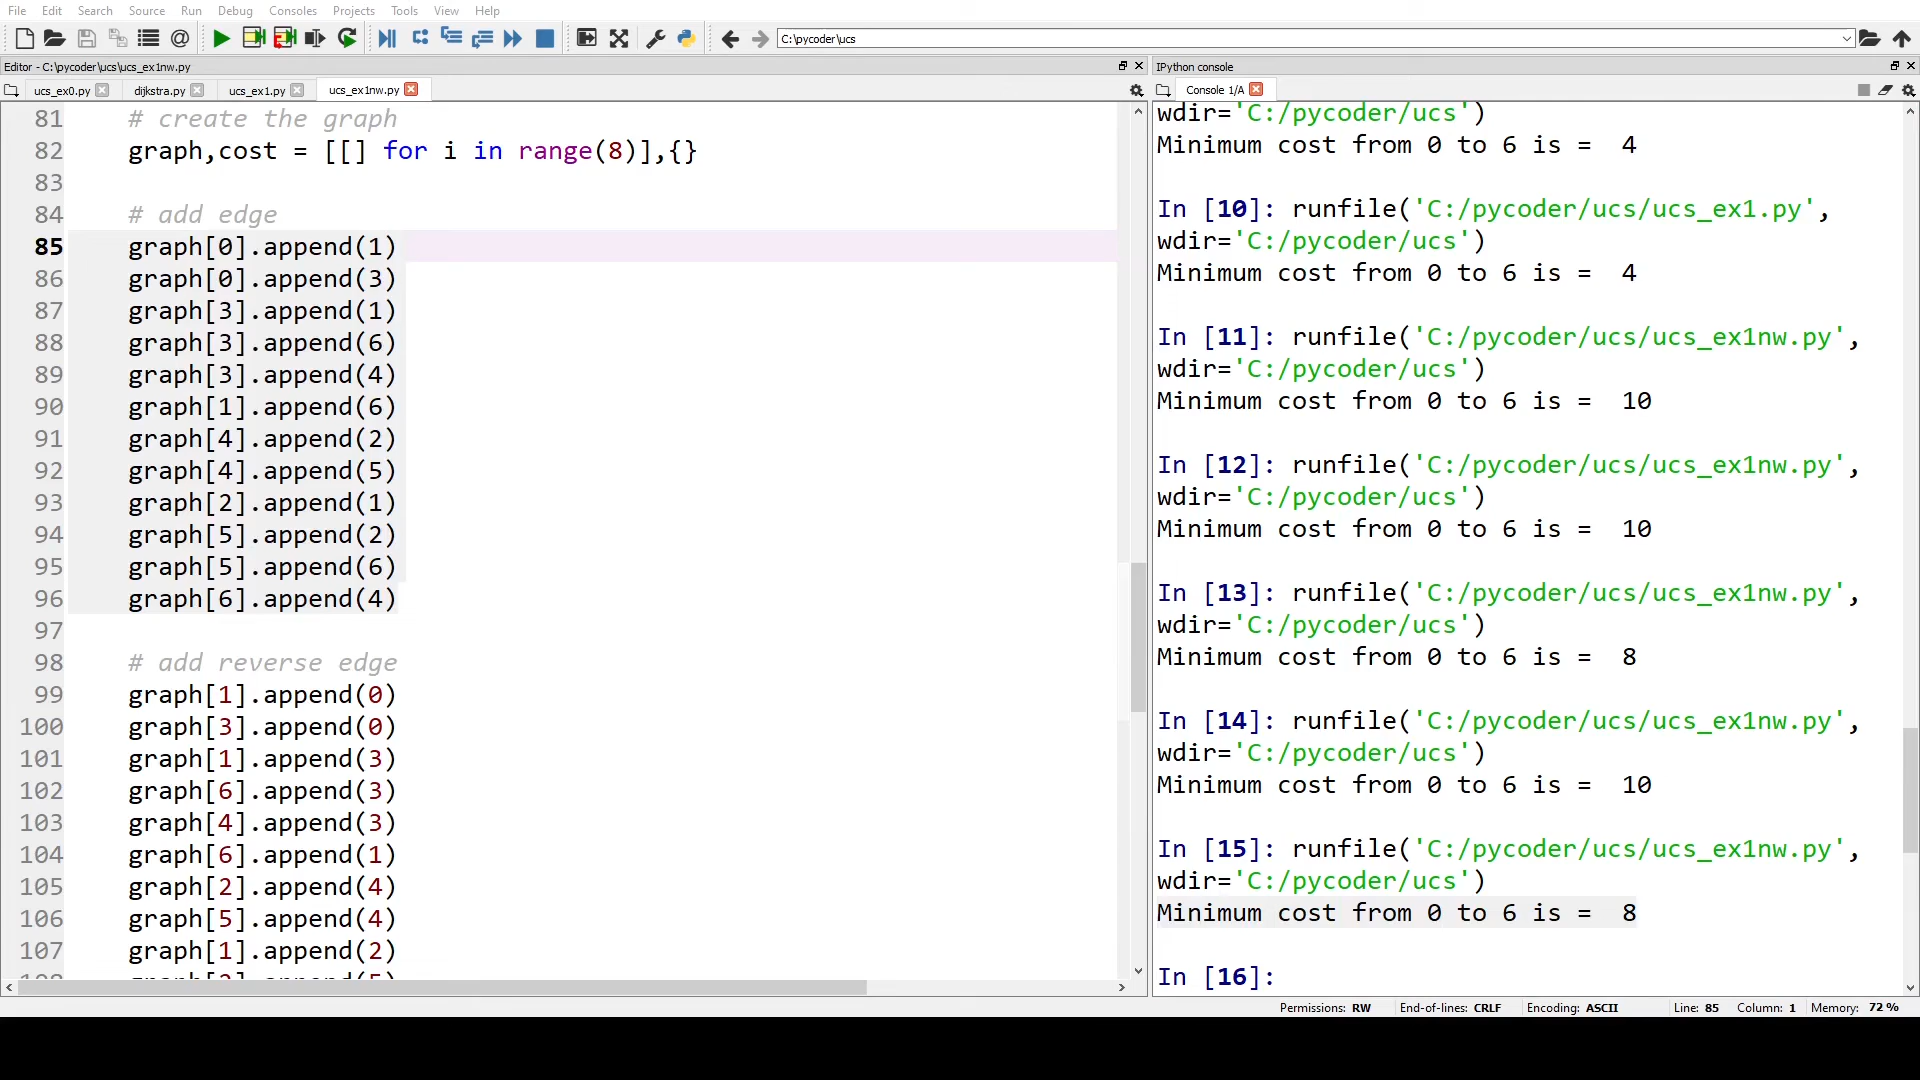 File Edit Search Source Run Debug Consoles Projects Tools View Help
C:\pycoder\ucs
Editor - C:\pycoder\ucs\ucs_ex1nw.py
ucs_ex0.py dijkstra.py ucs_ex1.py ucs_ex1nw.py
81 # create the graph
82 graph,cost = [[] for i in range(8)],{}
83
84 # add edge
85 graph[0].append(1)
86 graph[0].append(3)
87 graph[3].append(1)
88 graph[3].append(6)
89 graph[3].append(4)
90 graph[1].append(6)
91 graph[4].append(2)
92 graph[4].append(5)
93 graph[2].append(1)
94 graph[5].append(2)
95 graph[5].append(6)
96 graph[6].append(4)
97
98 # add reverse edge
99 graph[1].append(0)
100 graph[3].append(0)
101 graph[1].append(3)
102 graph[6].append(3)
103 graph[4].append(3)
104 graph[6].append(1)
105 graph[2].append(4)
106 graph[5].append(4)
107 graph[1].append(2)
IPython console
Console 1/A
wdir='C:/pycoder/ucs')
Minimum cost from 0 to 6 is =  4
In [10]: runfile('C:/pycoder/ucs/ucs_ex1.py',
wdir='C:/pycoder/ucs')
Minimum cost from 0 to 6 is =  4
In [11]: runfile('C:/pycoder/ucs/ucs_ex1nw.py',
wdir='C:/pycoder/ucs')
Minimum cost from 0 to 6 is =  10
In [12]: runfile('C:/pycoder/ucs/ucs_ex1nw.py',
wdir='C:/pycoder/ucs')
Minimum cost from 0 to 6 is =  10
In [13]: runfile('C:/pycoder/ucs/ucs_ex1nw.py',
wdir='C:/pycoder/ucs')
Minimum cost from 0 to 6 is =  8
In [14]: runfile('C:/pycoder/ucs/ucs_ex1nw.py',
wdir='C:/pycoder/ucs')
Minimum cost from 0 to 6 is =  10
In [15]: runfile('C:/pycoder/ucs/ucs_ex1nw.py',
wdir='C:/pycoder/ucs')
Minimum cost from 0 to 6 is =  8
In [16]:
Permissions: RW End-of-lines: CRLF Encoding: ASCII Line: 85 Column: 1 Memory: 72 %